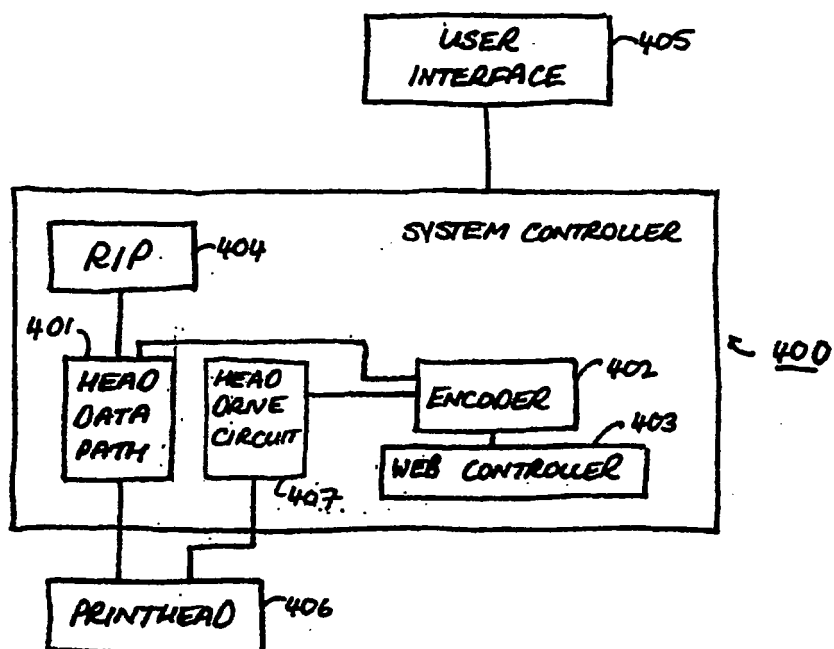 USER
INTERFACE
405
SYSTEM CONTROLLER
RIP
404
401
400
HEAD
DATA
PATH
HEAD
DRIVE
CIRCUIT
402
ENCODER
403
WEB CONTROLLER
407
PRINTHEAD
406